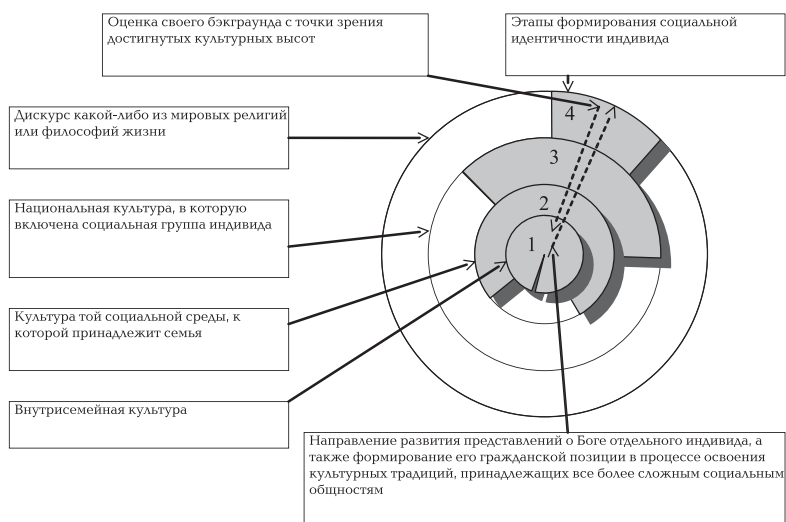 Оценка своего бэкграунда с точки зрения
достигнутых культурных высот
Этапы формирования социальной
идентичности индивида
Дискурс какой-либо из мировых религий
или философий жизни
Национальная культура, в которую
включена социальная группа индивида
Культура той социальной среды, к
которой принадлежит семья
Внутрисемейная культура
4
3
2
1
Направление развития представлений о Боге отдельного индивида, а
также формирование его гражданской позиции в процессе освоения
культурных традиций, принадлежащих все более сложным социальным
общностям